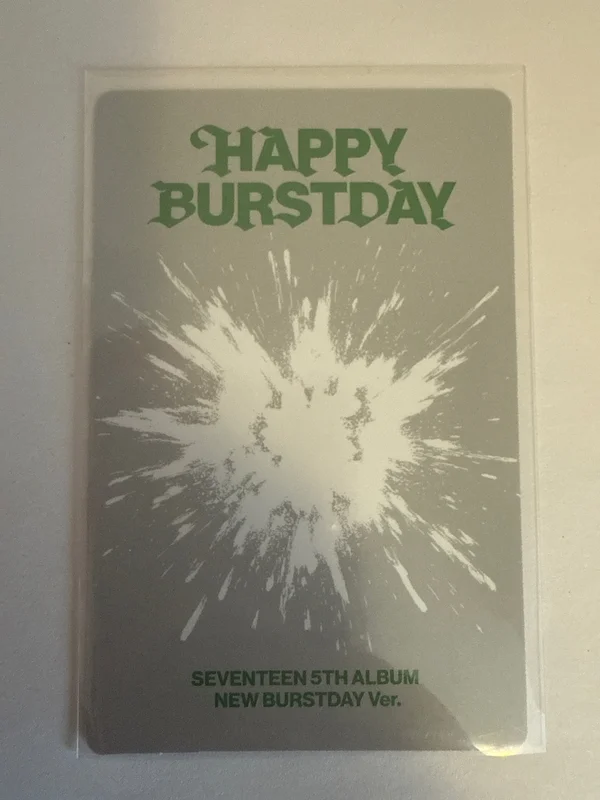 HAPPY
BURSTDAY
SEVENTEEN 5TH ALBUM
NEW BURSTDAY Ver.